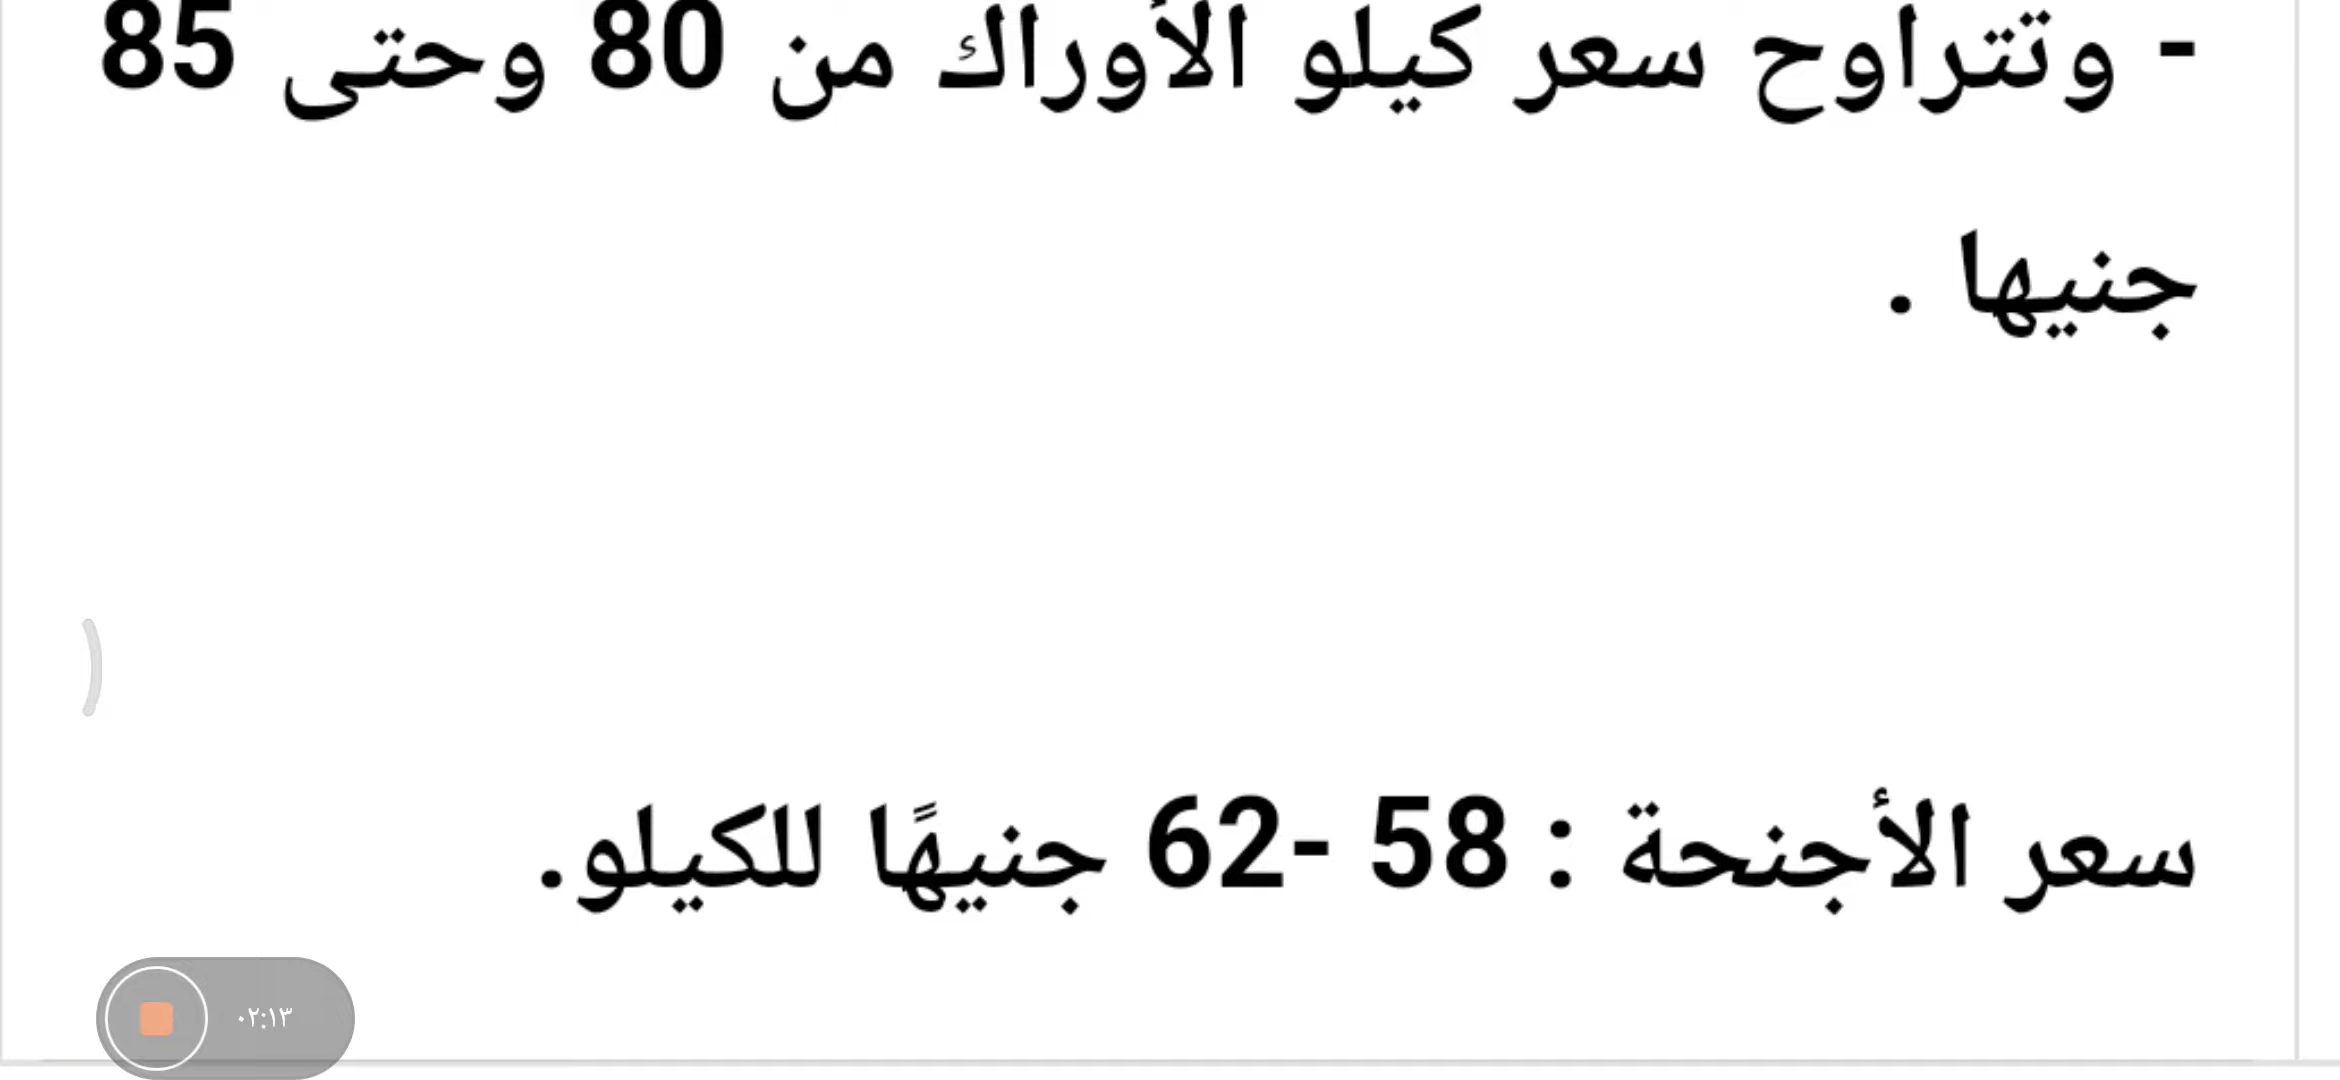 - وتتراوح سعر كيلو الأوراك من 80 وحتى 85
جنيها .
سعر الأجنحة : 58 -62 جنيهًا للكيلو.
٠٢:١٣